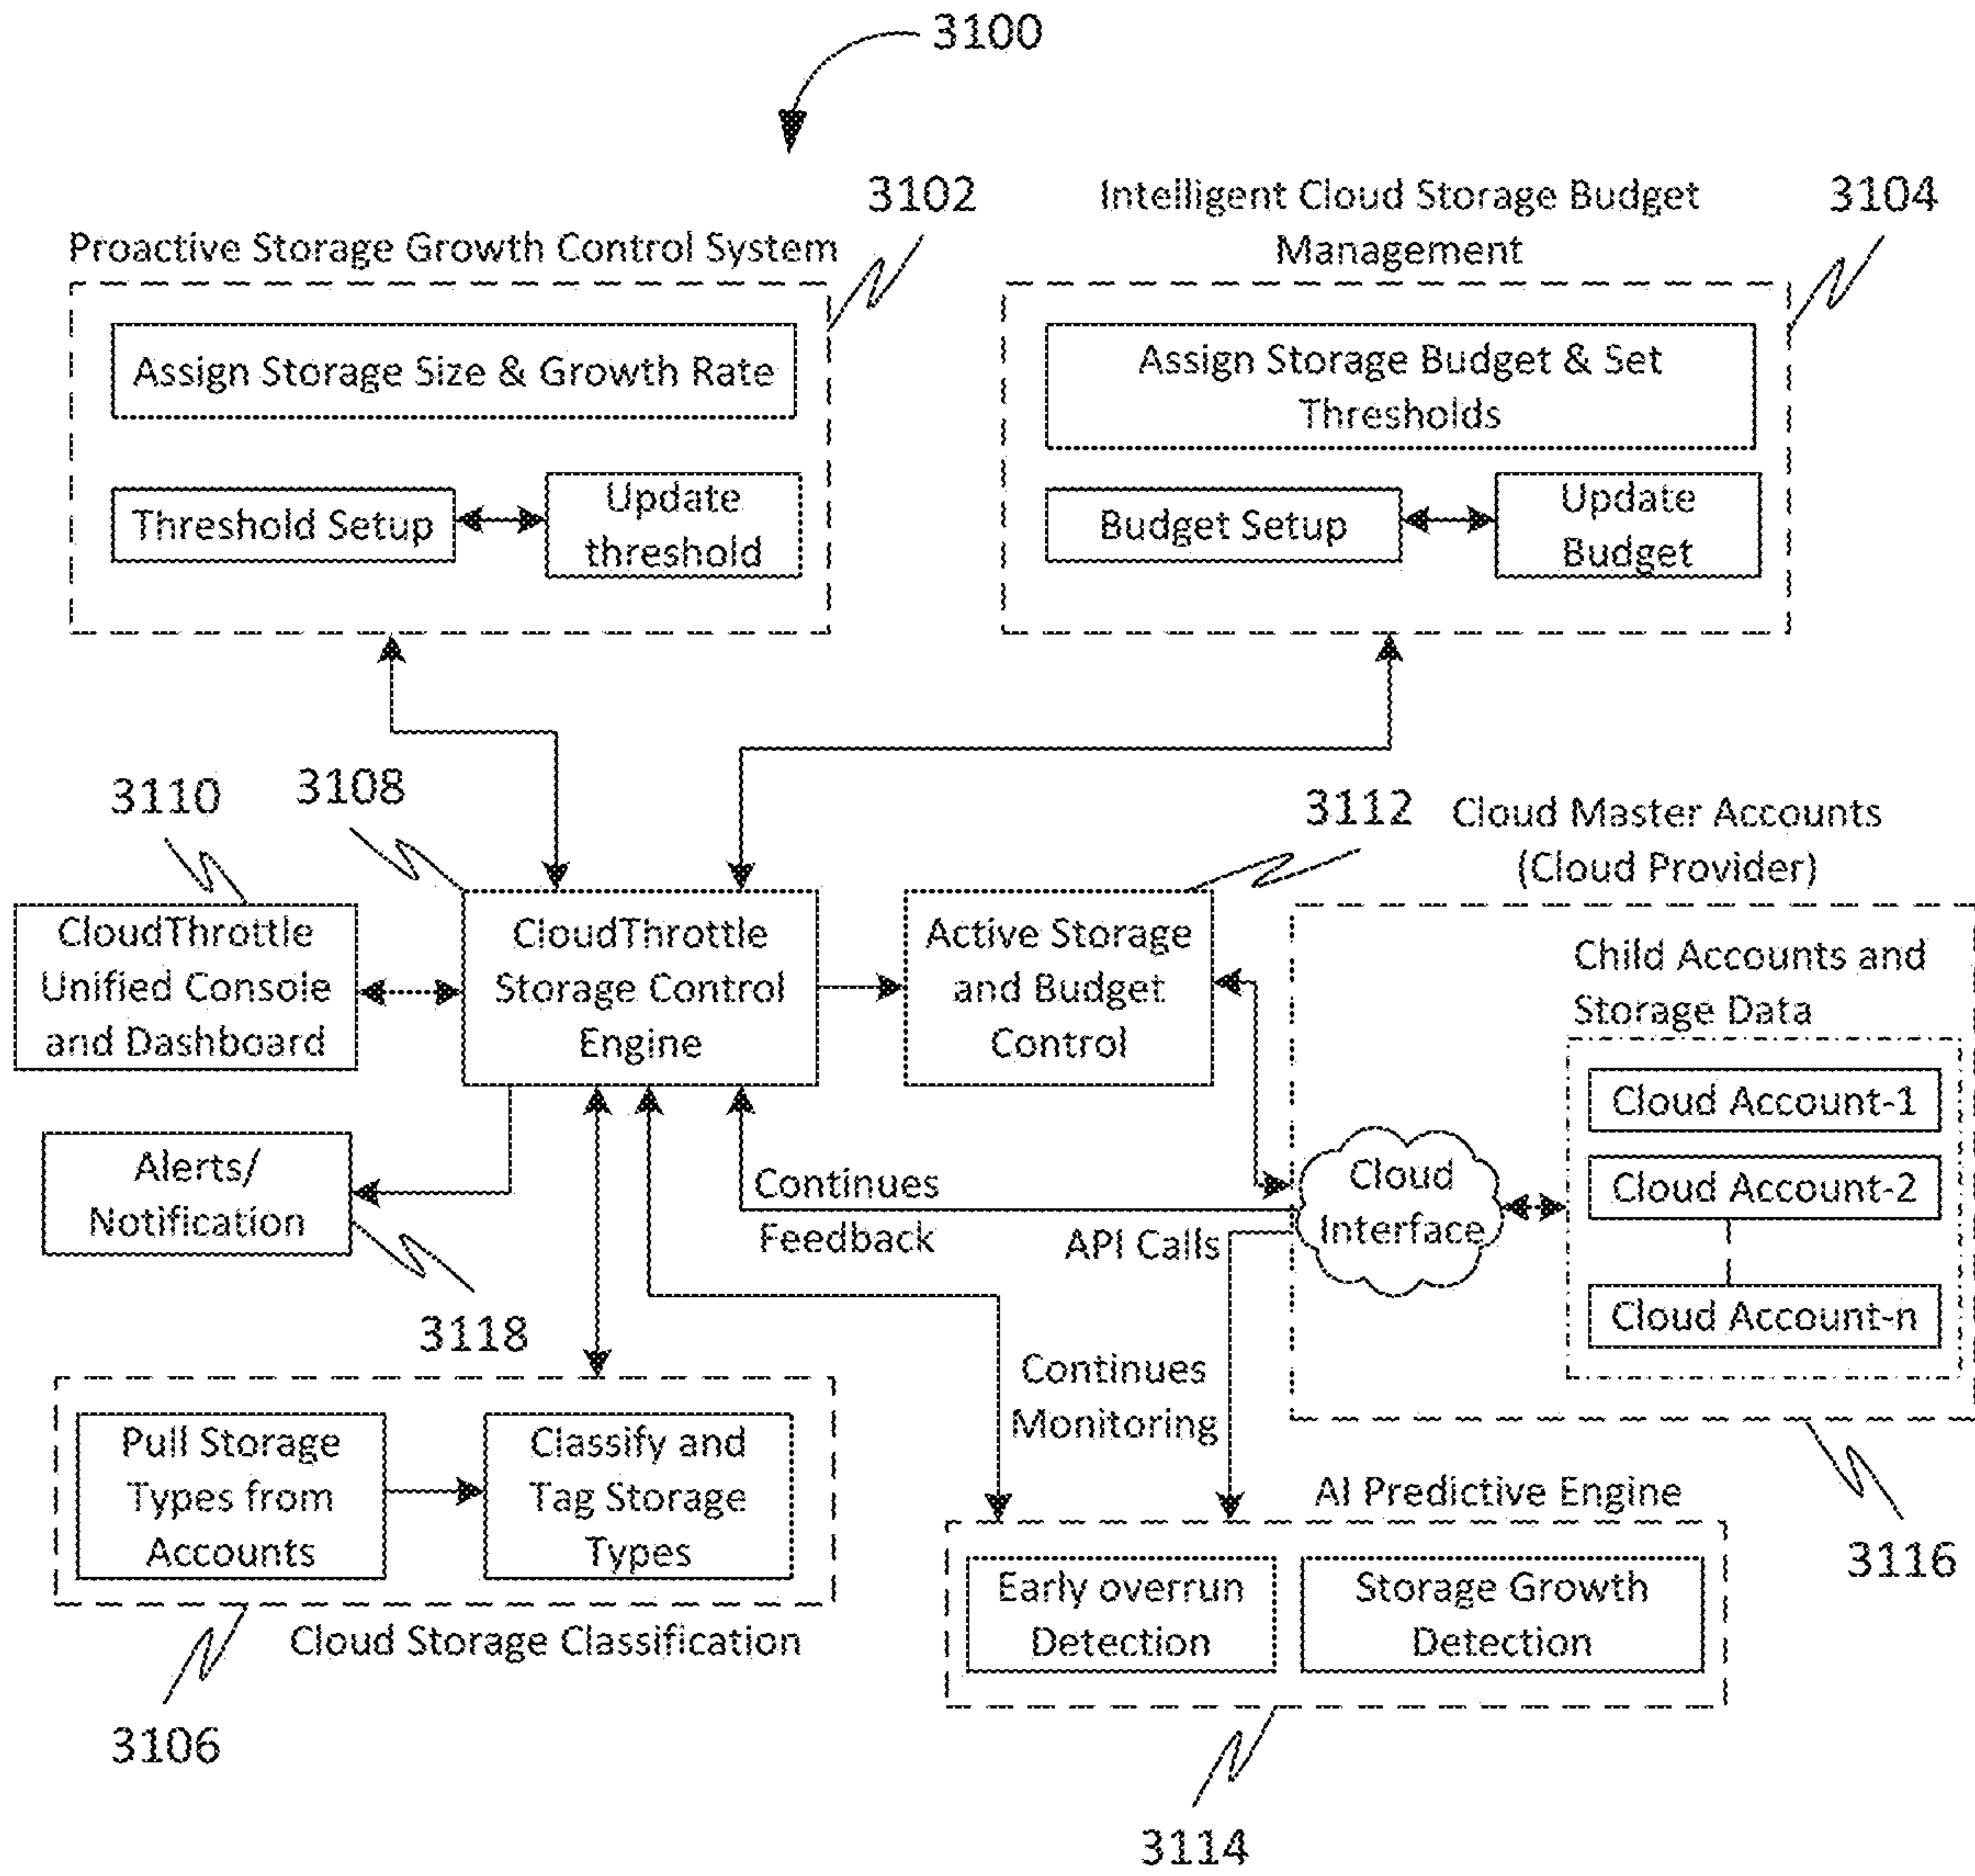 3100
3102
Proactive Storage Growth Control System
Assign Storage Size & Growth Rate
Threshold Setup
Update
threshold
3104
Intelligent Cloud Storage Budget
Management
Assign Storage Budget & Set
Thresholds
Budget Setup
Update
Budget
3110
CloudThrottle
Unified Console
and Dashboard
3108
CloudThrottle
Storage Control
Engine
3112
Active Storage
and Budget
Control
Cloud Master Accounts
(Cloud Provider)
Child Accounts and
Storage Data
Cloud Account-1
Cloud Account-2
Cloud Account-n
Cloud
Interface
3116
Alerts/
Notification
3118
Continues
Feedback
API Calls
Continues
Monitoring
Pull Storage
Types from
Accounts
Classify and
Tag Storage
Types
Cloud Storage Classification
3106
AI Predictive Engine
Early overrun
Detection
Storage Growth
Detection
3114